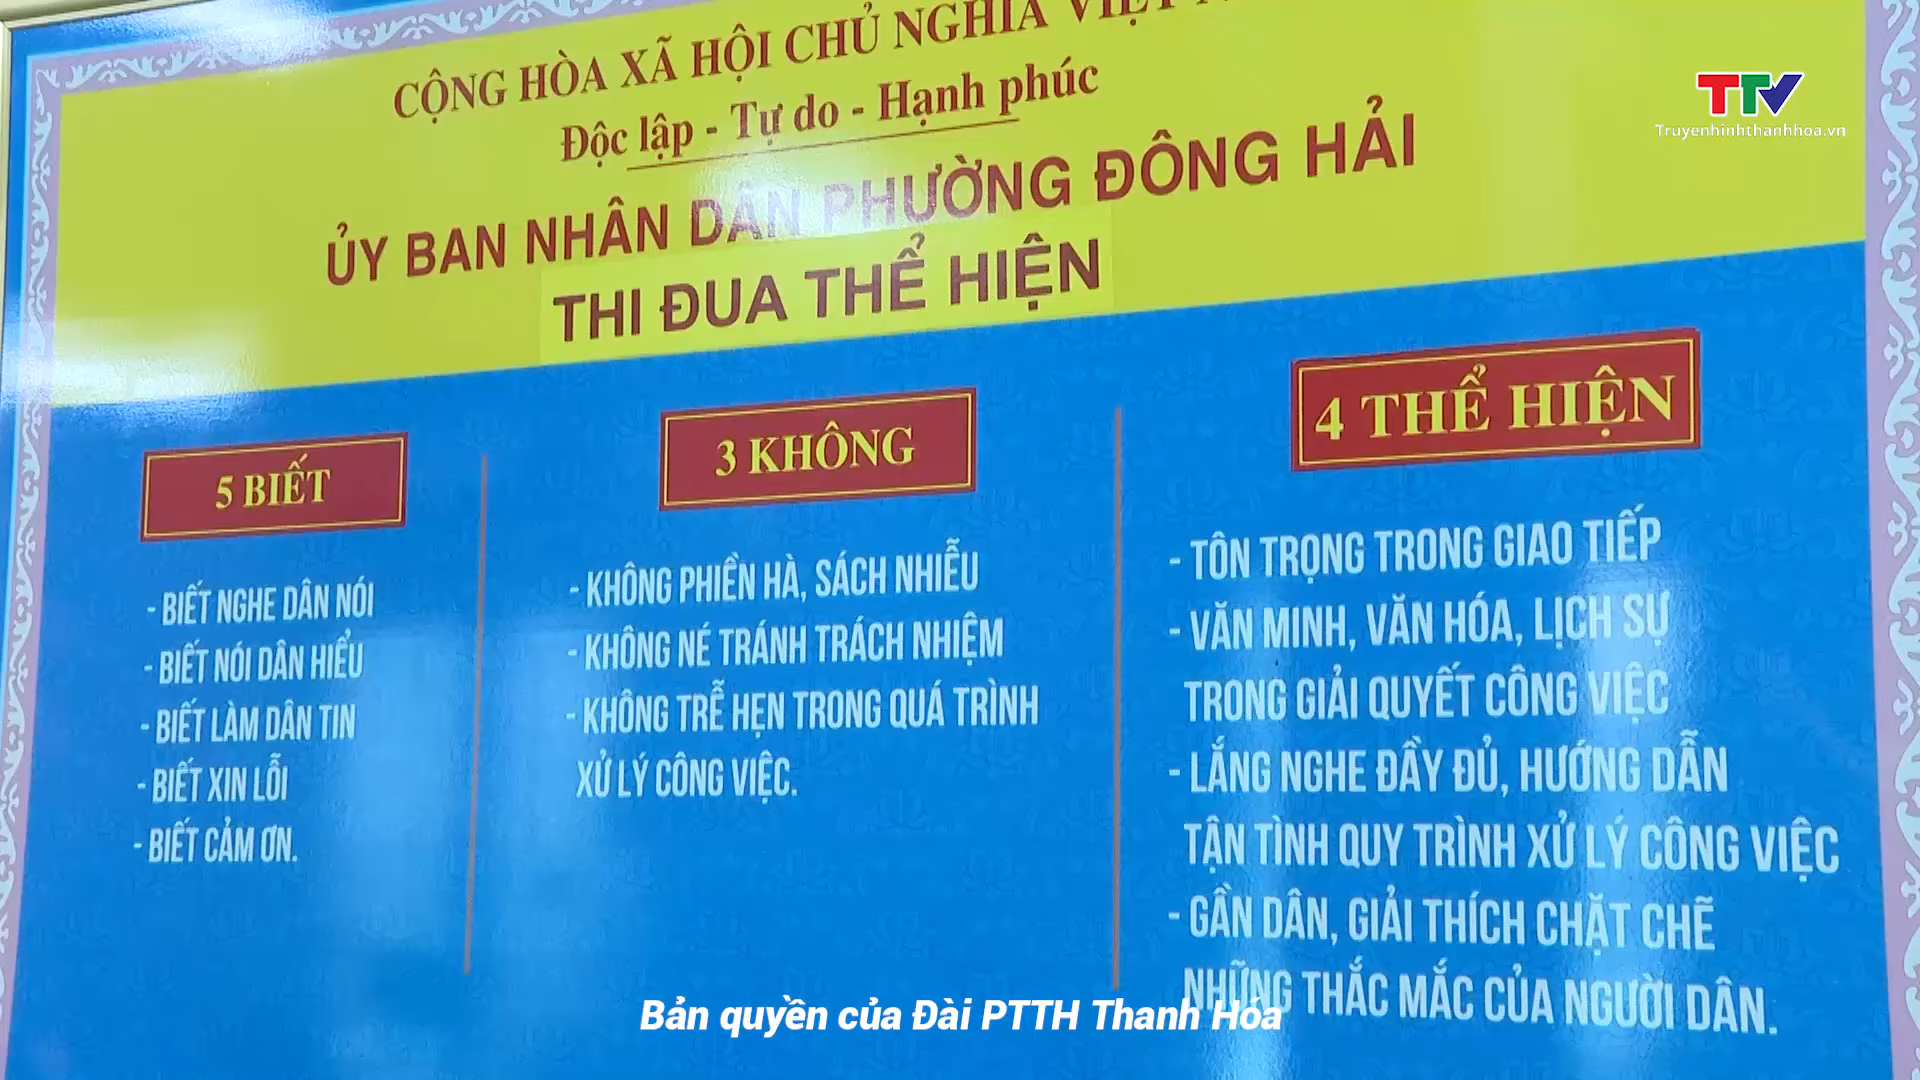 CỘNG HÒA XÃ HỘI CHỦ NGHĨA VIỆT
Độc lập - Tự do - Hạnh phúc
TTV
Truyenhinhthanhhoa.vn
ỦY BAN NHÂN DÂN PHƯỜNG ĐÔNG HẢI
THI ĐUA THỂ HIỆN
5 BIẾT
- BIẾT NGHE DÂN NÓI
- BIẾT NÓI DÂN HIỂU
- BIẾT LÀM DÂN TIN
- BIẾT XIN LỖI
- BIẾT CẢM ƠN.
3 KHÔNG
- KHÔNG PHIỀN HÀ, SÁCH NHIỄU
- KHÔNG NÉ TRÁNH TRÁCH NHIỆM
- KHÔNG TRỄ HẸN TRONG QUÁ TRÌNH
XỬ LÝ CÔNG VIỆC.
4 THỂ HIỆN
- TÔN TRỌNG TRONG GIAO TIẾP
- VĂN MINH, VĂN HÓA, LỊCH SỰ
TRONG GIẢI QUYẾT CÔNG VIỆC
- LẮNG NGHE ĐẦY ĐỦ, HƯỚNG DẪN
TẬN TÌNH QUY TRÌNH XỬ LÝ CÔNG VIỆC
- GẦN DÂN, GIẢI THÍCH CHẶT CHẼ
NHỮNG THẮC MẮC CỦA NGƯỜI DÂN.
Bản quyền của Đài PTTH Thanh Hóa